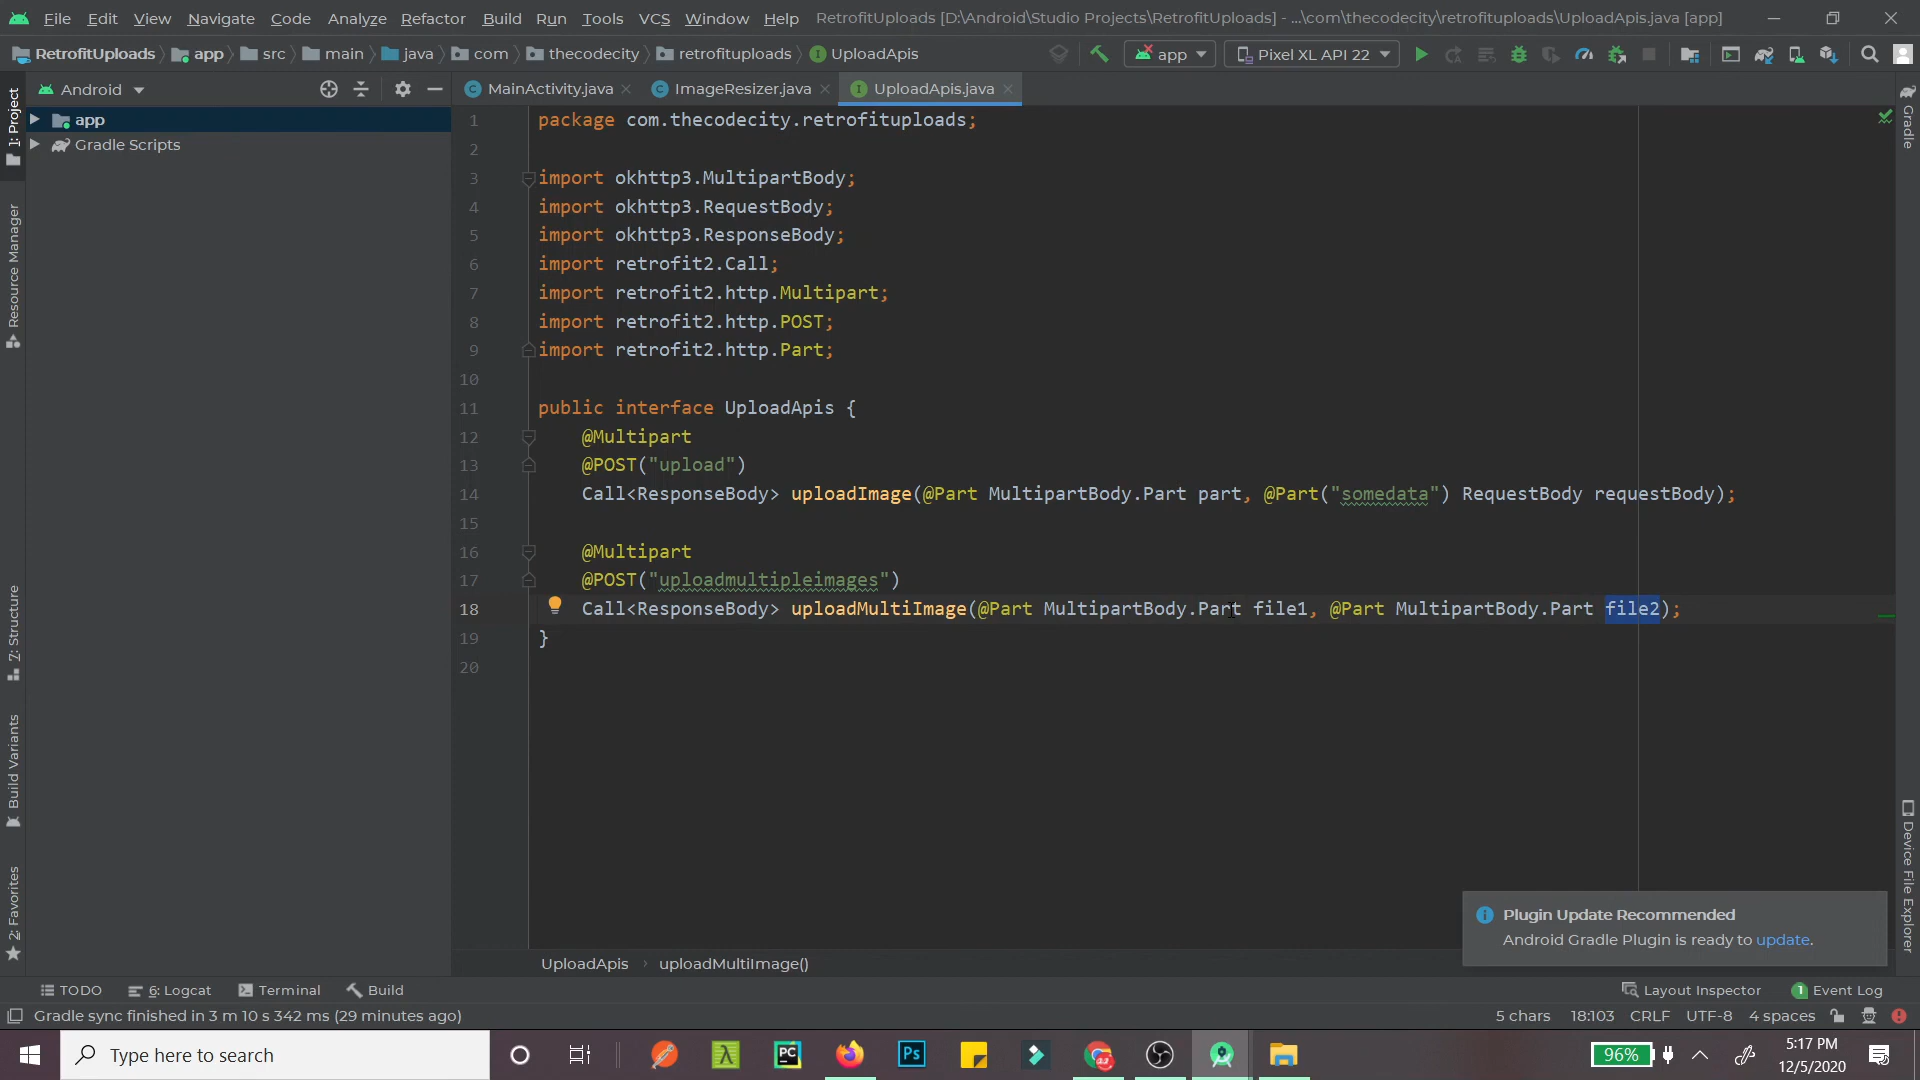 File Edit View Navigate Code Analyze Refactor Build Run Tools VCS Window Help RetrofitUploads [D:\Android\Studio Projects\RetrofitUploads] - ...\com\thecodecity\retrofituploads\UploadApis.java [app]
RetrofitUploads app src main java com thecodecity retrofituploads UploadApis app Pixel XL API 22
Android MainActivity.java ImageResizer.java UploadApis.java
app
Gradle Scripts
1: Project
Resource Manager
Z: Structure
Build Variants
2: Favorites
1 package com.thecodecity.retrofituploads;
2
3 import okhttp3.MultipartBody;
4 import okhttp3.RequestBody;
5 import okhttp3.ResponseBody;
6 import retrofit2.Call;
7 import retrofit2.http.Multipart;
8 import retrofit2.http.POST;
9 import retrofit2.http.Part;
10
11 public interface UploadApis {
12 @Multipart
13 @POST("upload")
14 Call<ResponseBody> uploadImage(@Part MultipartBody.Part part, @Part("somedata") RequestBody requestBody);
15
16 @Multipart
17 @POST("uploadmultipleimages")
18 Call<ResponseBody> uploadMultiImage(@Part MultipartBody.Part file1, @Part MultipartBody.Part file2);
19 }
20
Gradle
Device File Explorer
Plugin Update Recommended
Android Gradle Plugin is ready to update.
UploadApis uploadMultiImage()
TODO 6: Logcat Terminal Build Layout Inspector 1 Event Log
Gradle sync finished in 3 m 10 s 342 ms (29 minutes ago) 5 chars 18:103 CRLF UTF-8 4 spaces
Type here to search PC Ps 96% 5:17 PM
12/5/2020